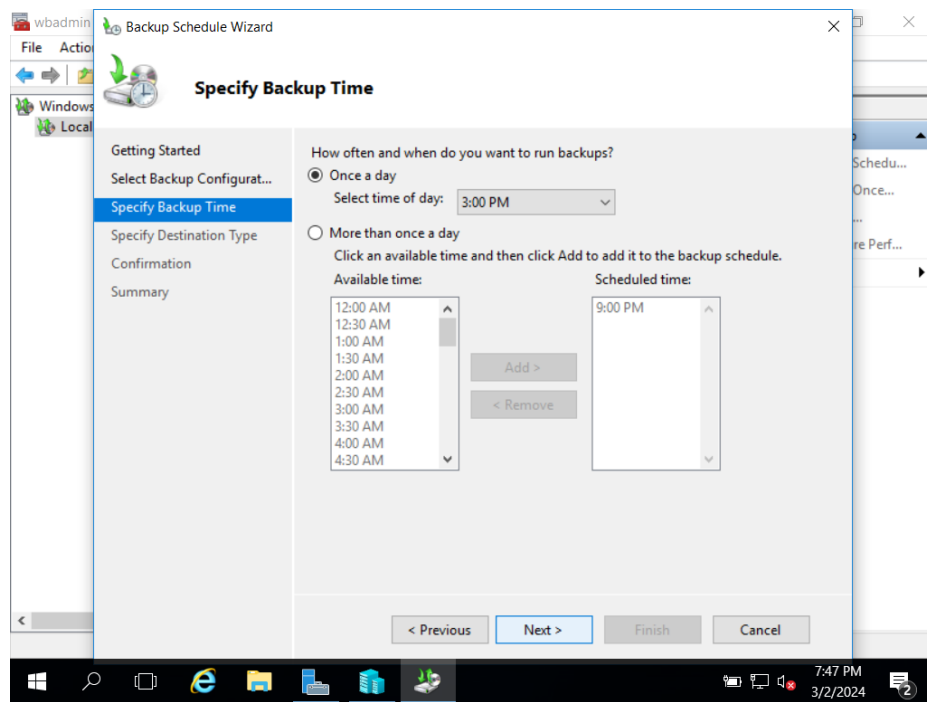 wbadmin
Backup Schedule Wizard
File Actio
Specify Backup Time
Windows
Local
Getting Started
Select Backup Configurat...
Specify Backup Time
Specify Destination Type
Confirmation
Summary
How often and when do you want to run backups?
Once a day
Select time of day: 3:00 PM
More than once a day
Click an available time and then click Add to add it to the backup schedule.
Available time: Scheduled time:
12:00 AM
12:30 AM
1:00 AM
1:30 AM
2:00 AM
2:30 AM
3:00 AM
3:30 AM
4:00 AM
4:30 AM
Add >
< Remove
9:00 PM
Schedu...
Once...
...
re Perf...
< Previous Next > Finish Cancel
7:47 PM
3/2/2024
2